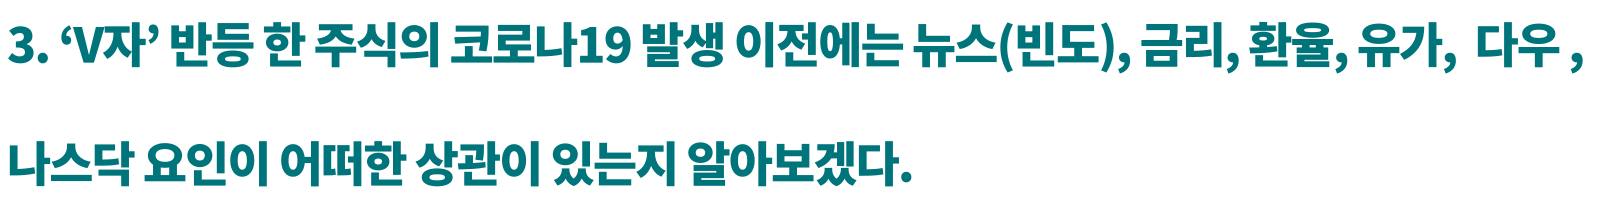 3. ‘V자’ 반등 한 주식의 코로나19 발생 이전에는 뉴스(빈도), 금리, 환율, 유가, 다우 ,
나스닥 요인이 어떠한 상관이 있는지 알아보겠다.